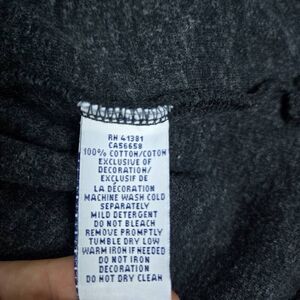 RN 41381
CA56658
100% COTTON/COTON
EXCLUSIVE OF
DECORATION/
EXCLUSIF DE
LA DÉCORATION
MACHINE WASH COLD
SEPARATELY
MILD DETERGENT
DO NOT BLEACH
REMOVE PROMPTLY
TUMBLE DRY LOW
WARM IRON IF NEEDED
DO NOT IRON
DECORATION
DO NOT DRY CLEAN